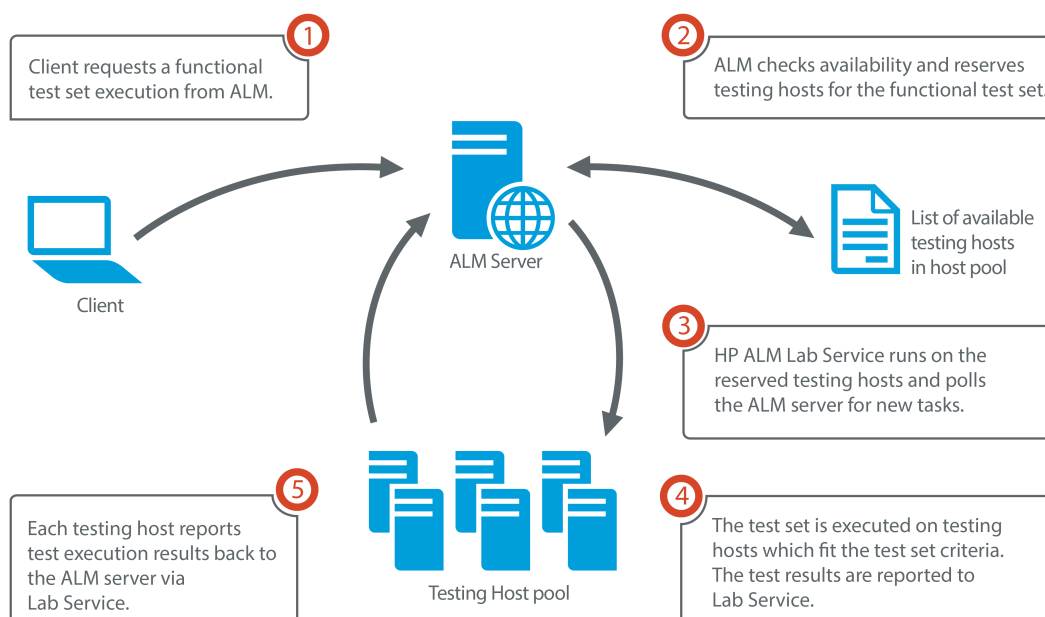 1
Client requests a functional
test set execution from ALM.
2
ALM checks availability and reserves
testing hosts for the functional test set.
ALM Server
Client
List of available
testing hosts
in host pool
3
HP ALM Lab Service runs on the
reserved testing hosts and polls
the ALM server for new tasks.
5
Each testing host reports
test execution results back to
the ALM server via
Lab Service.
Testing Host pool
4
The test set is executed on testing
hosts which fit the test set criteria.
The test results are reported to
Lab Service.